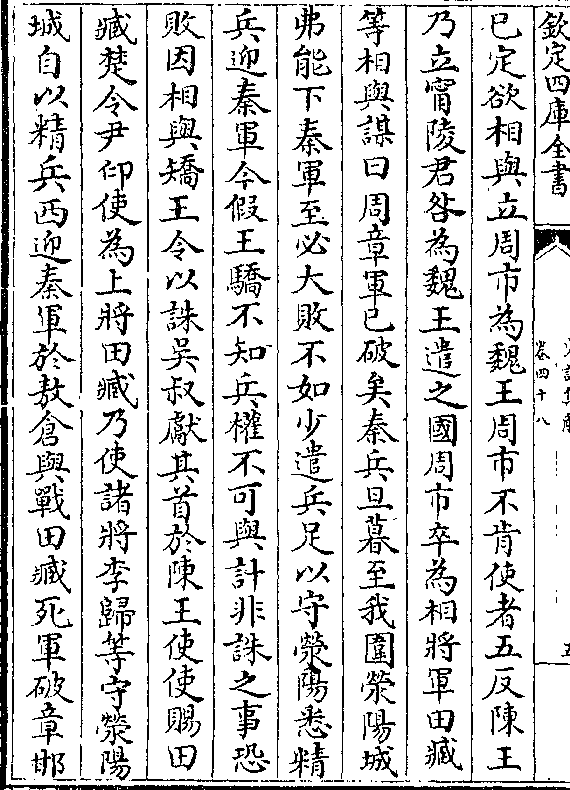 欽定四庫全書
卷四十八
已定欲相與立周市為魏王周市不肯使者五反陳王
乃立甯陵君咎為魏王遣之國周市卒為相將軍田臧
等相與謀曰周章軍已破矣秦兵旦暮至我圍滎陽城
弗能下秦軍至必大敗不如少遣兵足以守滎陽悉精
兵迎秦軍今假王驕不知兵權不可與計非誅之事恐
敗因相與矯王令以誅吳叔獻其首於陳王使使賜田
臧楚令尹印使為上將田臧乃使諸將李歸等守滎陽
城自以精兵西迎秦軍於敖倉與戰田臧死軍破章邯